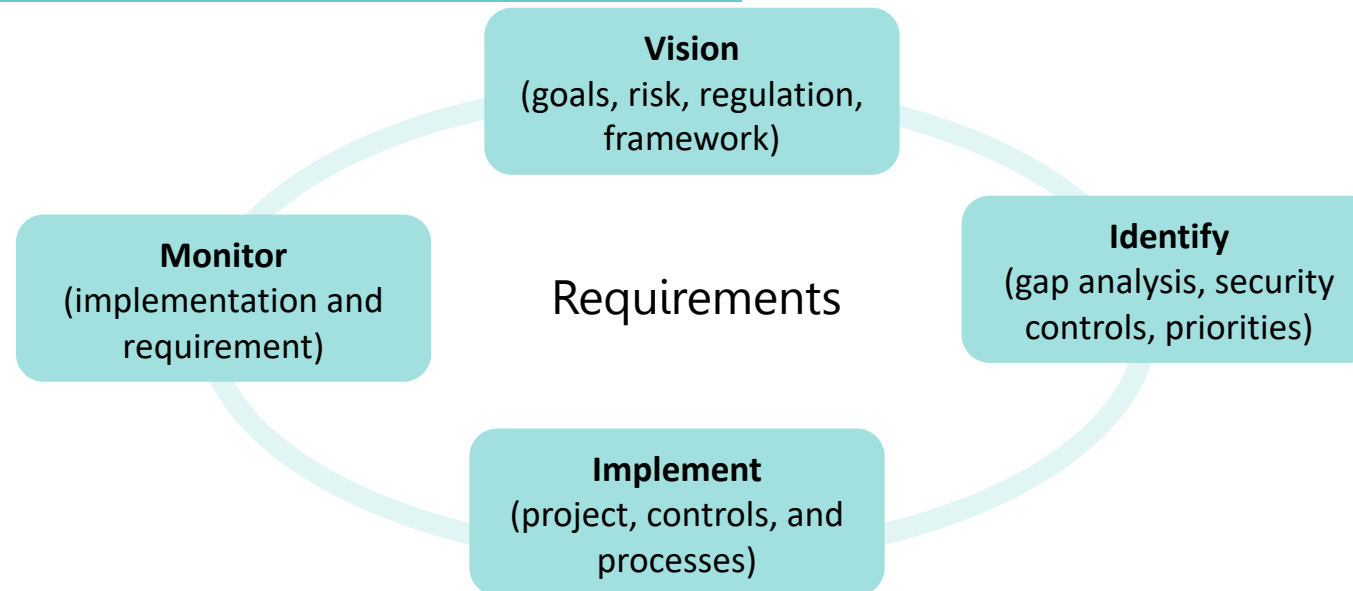 Vision
(goals, risk, regulation,
framework)
Identify
(gap analysis, security
controls, priorities)
Monitor
(implementation and
requirement)
Requirements
Implement
(project, controls, and
processes)